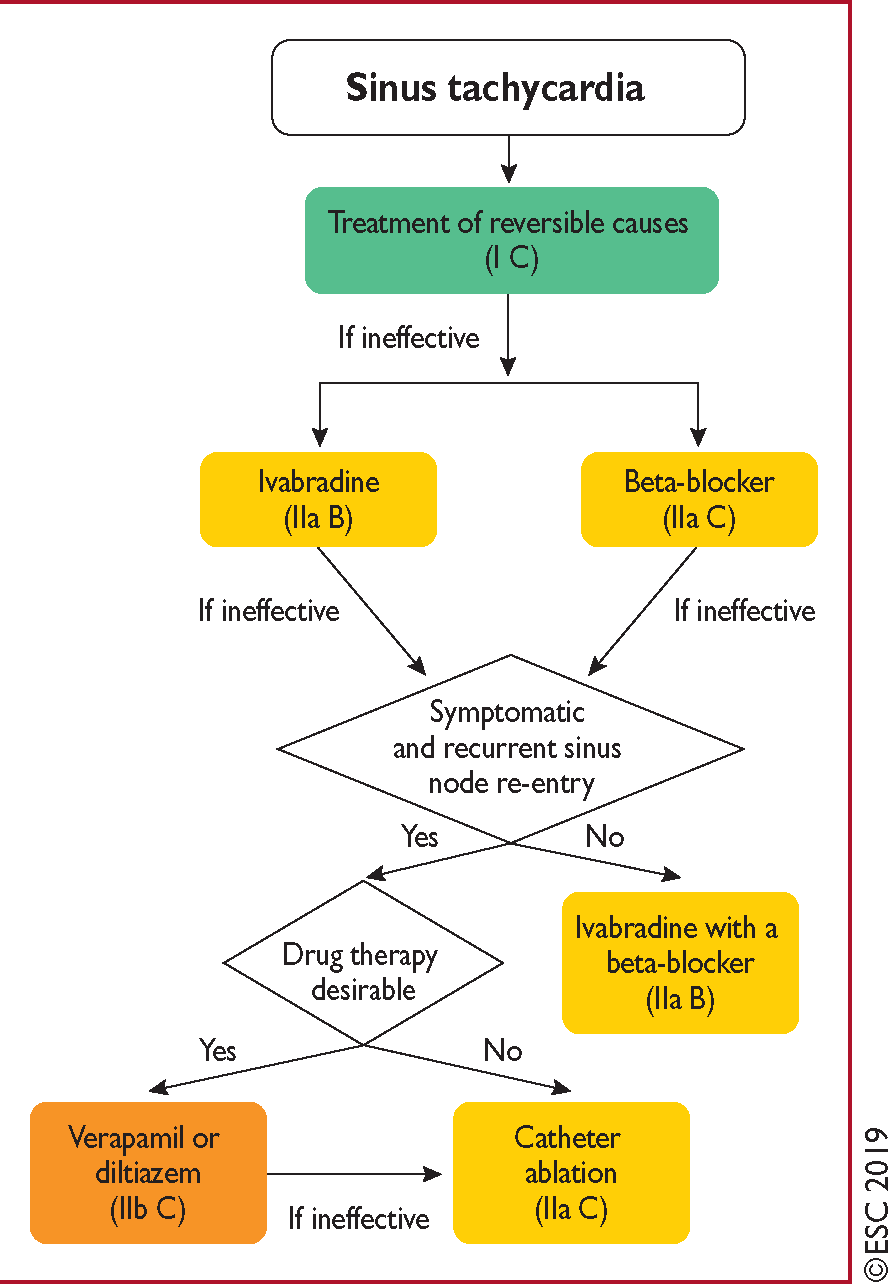 Sinus tachycardia
Treatment of reversible causes
(I C)
If ineffective
Ivabradine
(IIa B)
Beta-blocker
(IIa C)
If ineffective
If ineffective
Symptomatic
and recurrent sinus
node re-entry
Yes
No
Drug therapy
desirable
Ivabradine with a
beta-blocker
(IIa B)
Yes
No
Verapamil or
diltiazem
(IIb C)
If ineffective
Catheter
ablation
(IIa C)
©ESC 2019